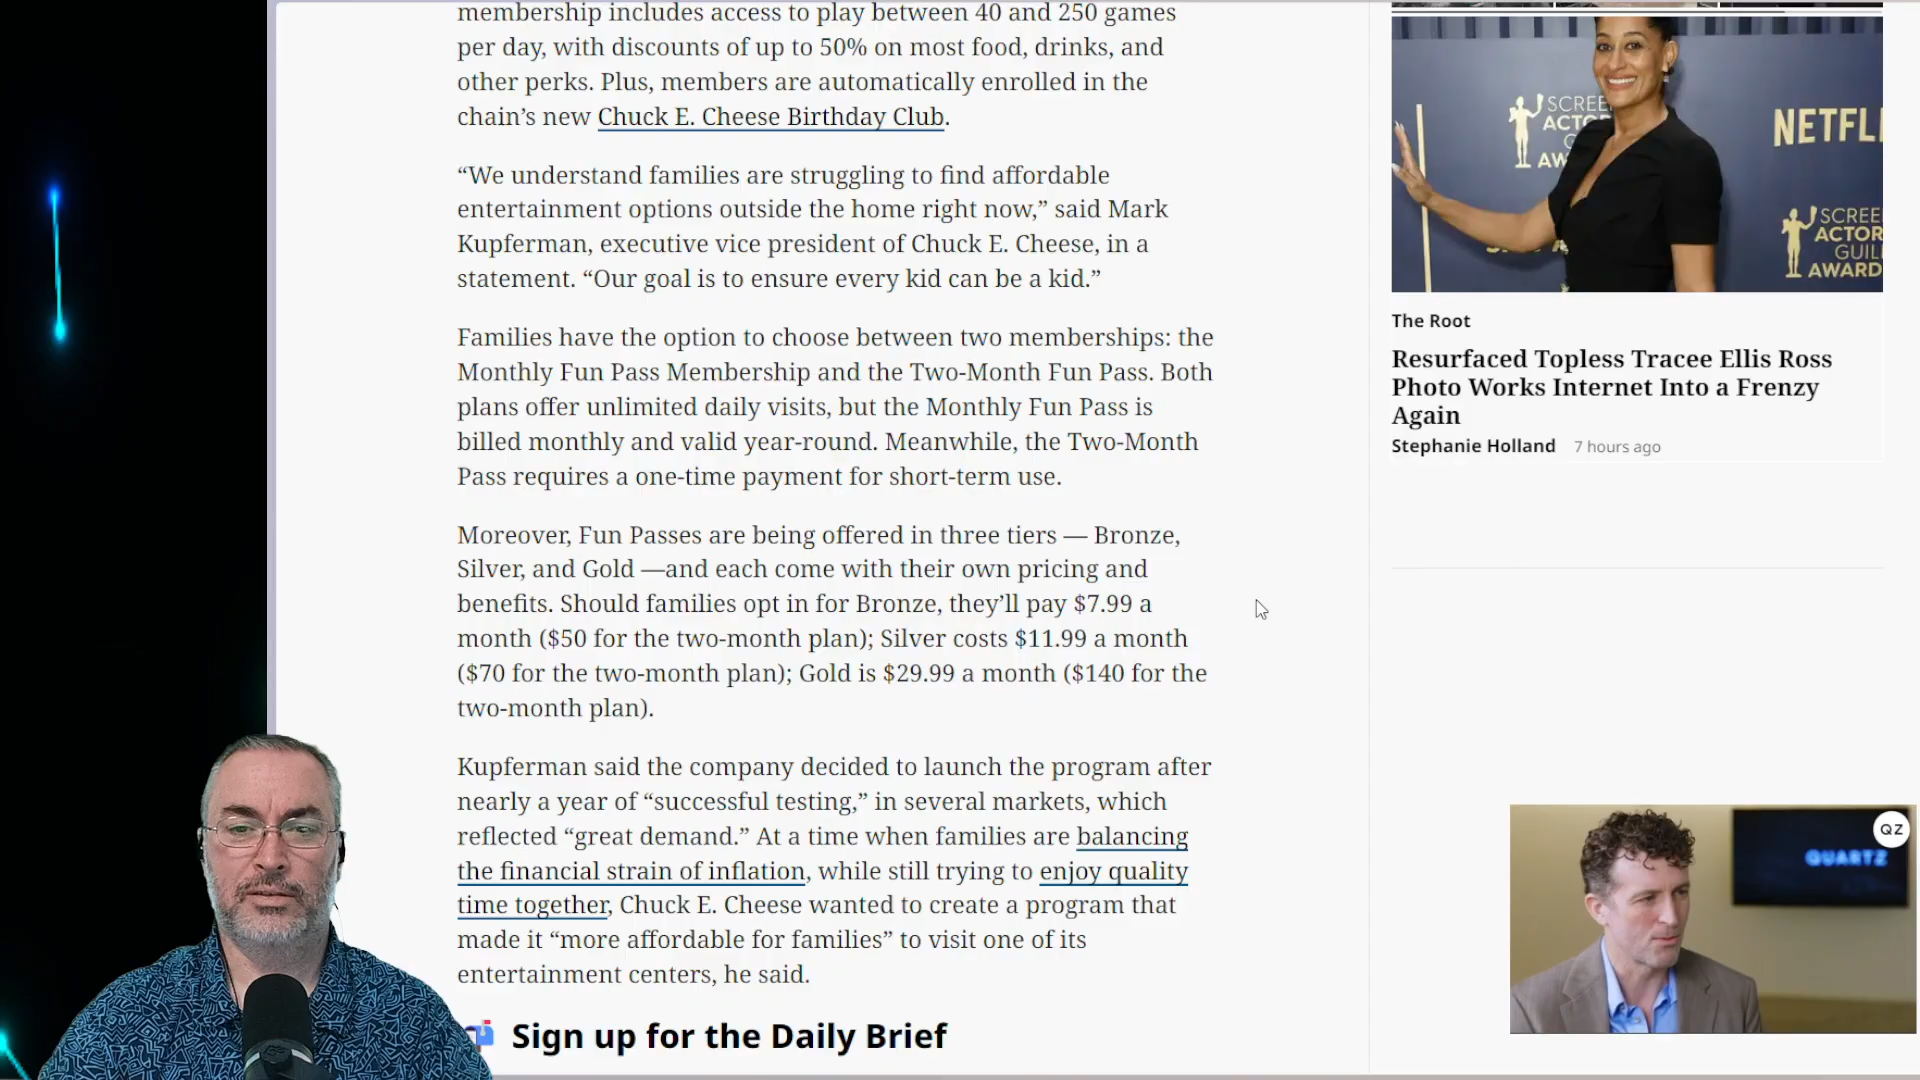 membership includes access to play between 40 and 250 games
per day, with discounts of up to 50% on most food, drinks, and
other perks. Plus, members are automatically enrolled in the
chain’s new Chuck E. Cheese Birthday Club.
“We understand families are struggling to find affordable
entertainment options outside the home right now,” said Mark
Kupferman, executive vice president of Chuck E. Cheese, in a
statement. “Our goal is to ensure every kid can be a kid.”
Families have the option to choose between two memberships: the
Monthly Fun Pass Membership and the Two-Month Fun Pass. Both
plans offer unlimited daily visits, but the Monthly Fun Pass is
billed monthly and valid year-round. Meanwhile, the Two-Month
Pass requires a one-time payment for short-term use.
Moreover, Fun Passes are being offered in three tiers — Bronze,
Silver, and Gold —and each come with their own pricing and
benefits. Should families opt in for Bronze, they’ll pay $7.99 a
month ($50 for the two-month plan); Silver costs $11.99 a month
($70 for the two-month plan); Gold is $29.99 a month ($140 for the
two-month plan).
Kupferman said the company decided to launch the program after
nearly a year of “successful testing,” in several markets, which
reflected “great demand.” At a time when families are balancing
the financial strain of inflation, while still trying to enjoy quality
time together, Chuck E. Cheese wanted to create a program that
made it “more affordable for families” to visit one of its
entertainment centers, he said.
Sign up for the Daily Brief
SCREE
ACTO
G
AW
NETFLI
SCREE
ACTOR
GUIL
AWARD
The Root
Resurfaced Topless Tracee Ellis Ross
Photo Works Internet Into a Frenzy
Again
Stephanie Holland 7 hours ago
QZ
QUARTZ